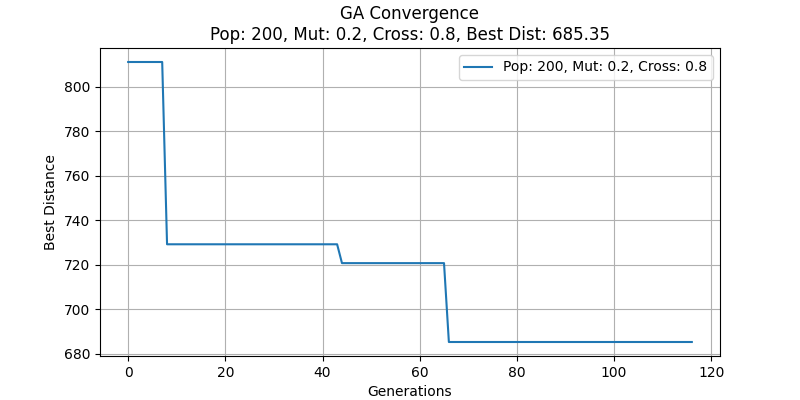 GA Convergence
Pop: 200, Mut: 0.2, Cross: 0.8, Best Dist: 685.35
Pop: 200, Mut: 0.2, Cross: 0.8
Best Distance
800
780
760
740
720
700
680
0 20 40 60 80 100 120
Generations